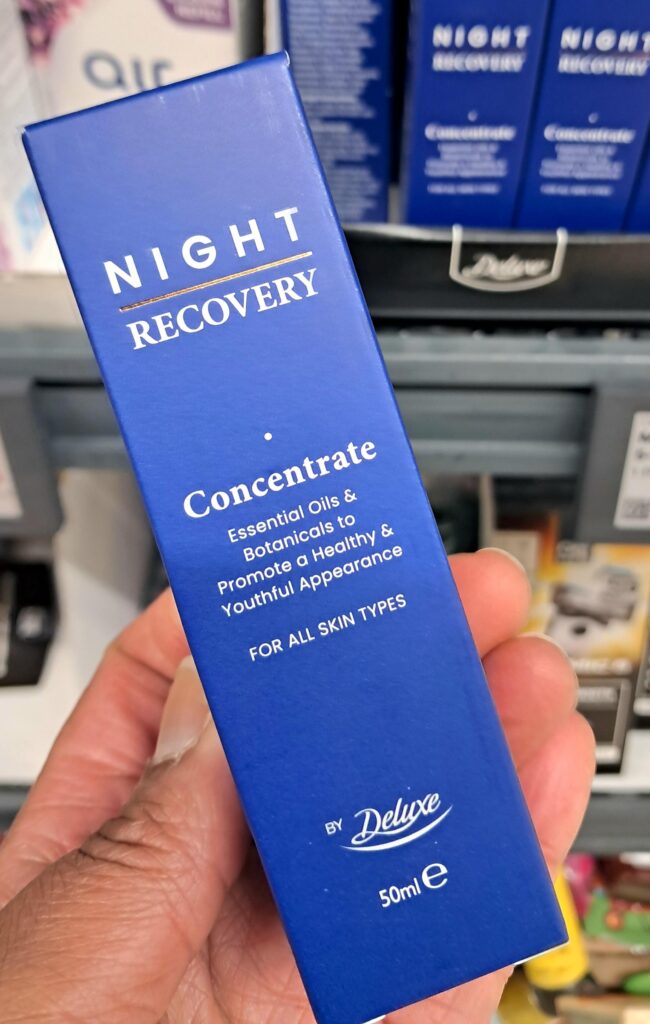 NIGHT
RECOVERY
Concentrate
Essential Oils &
Botanicals to
Promote a Healthy &
Youthful Appearance
FOR ALL SKIN TYPES
BY Deluxe
50ml e
air
NIGHT
RECOVERY
Concentrate
NIGHT
RECOVERY
Concentrate
Deluxe